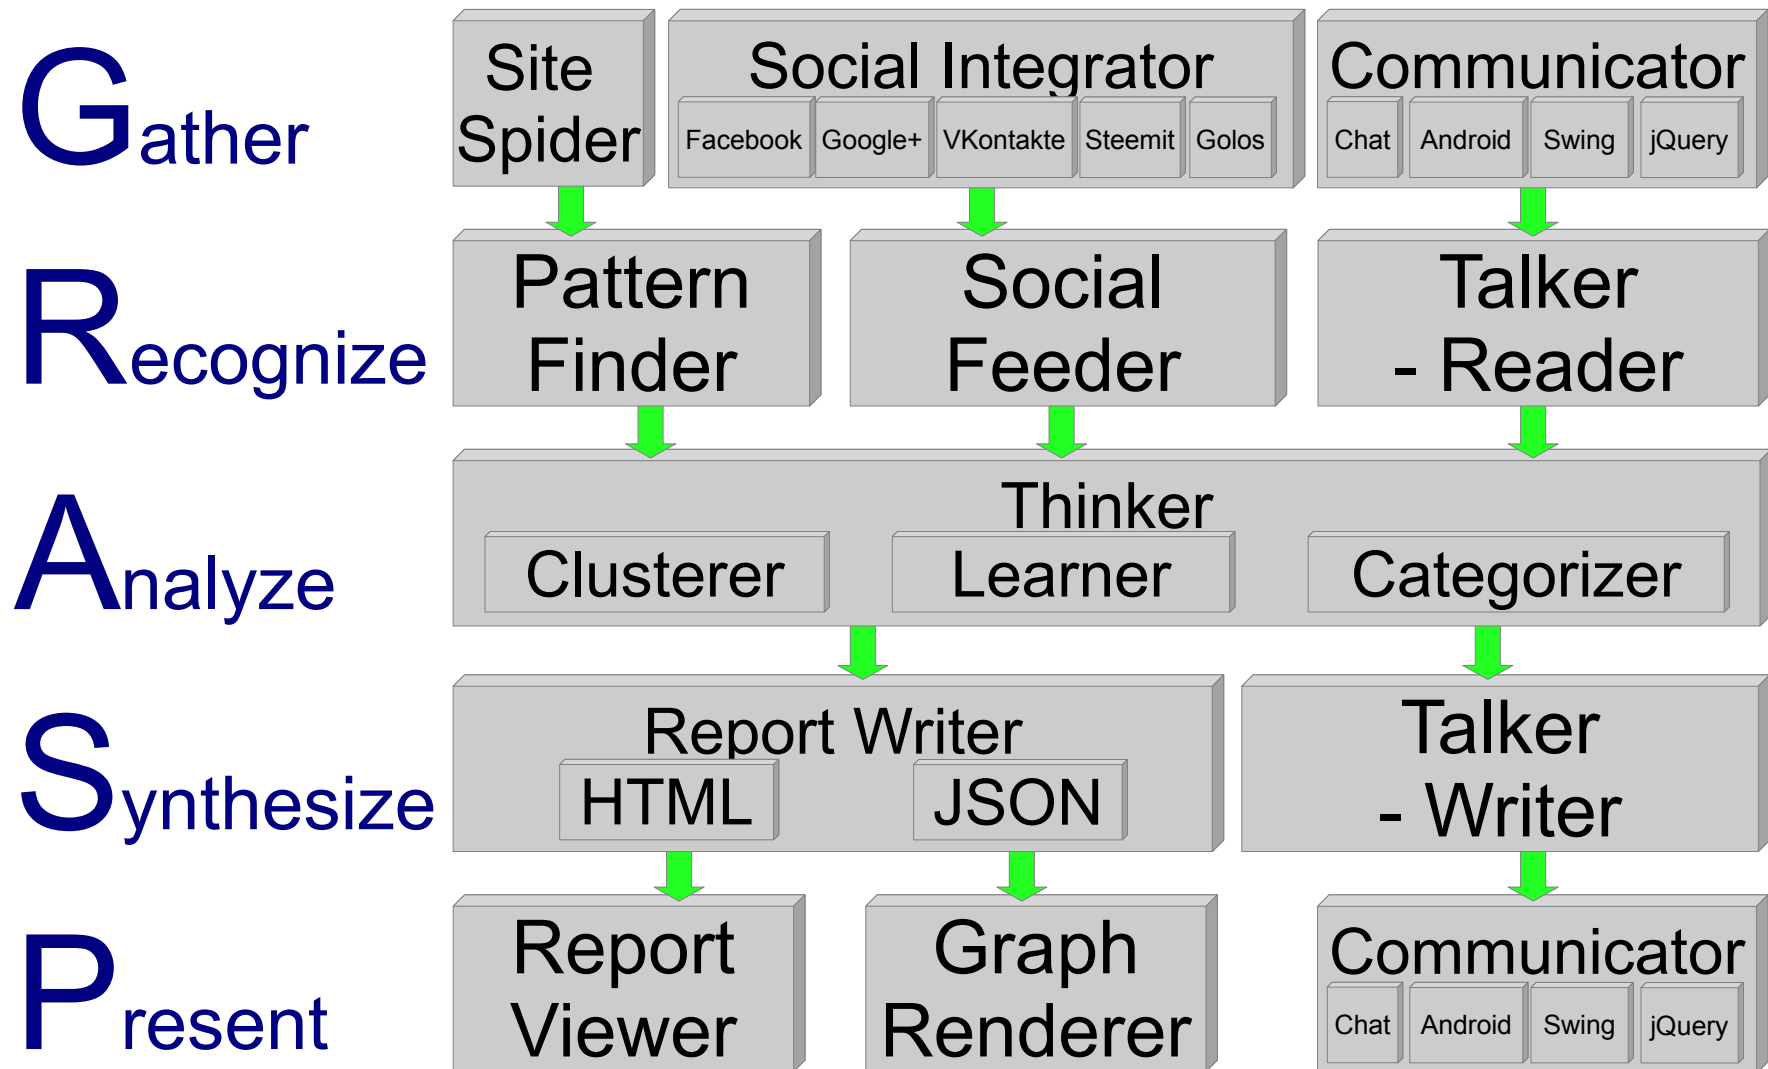 Gather
Site
Spider
Social Integrator
Facebook
Google+
VKontakte
Steemit
Golos
Communicator
Chat
Android
Swing
jQuery
Recognize
Pattern
Finder
Social
Feeder
Talker
- Reader
Analyze
Thinker
Clusterer
Learner
Categorizer
Synthesize
Report Writer
HTML
JSON
Talker
- Writer
Present
Report
Viewer
Graph
Renderer
Communicator
Chat
Android
Swing
jQuery